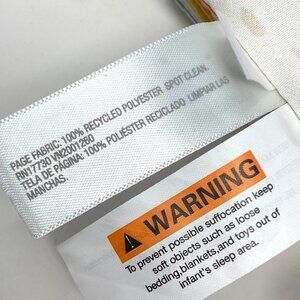 PAGE FABRIC: 100% RECYCLED POLYESTER SPOT CLEAN.
RN17730 VN2001260
TELA DE PÁGINA: 100% POLIÉSTER RECICLADO LIMPIAR LAS
MANCHAS.
WARNING
To prevent possible suffocation keep
soft objects such as loose
bedding,blankets,and toys out of
infant's sleep area.